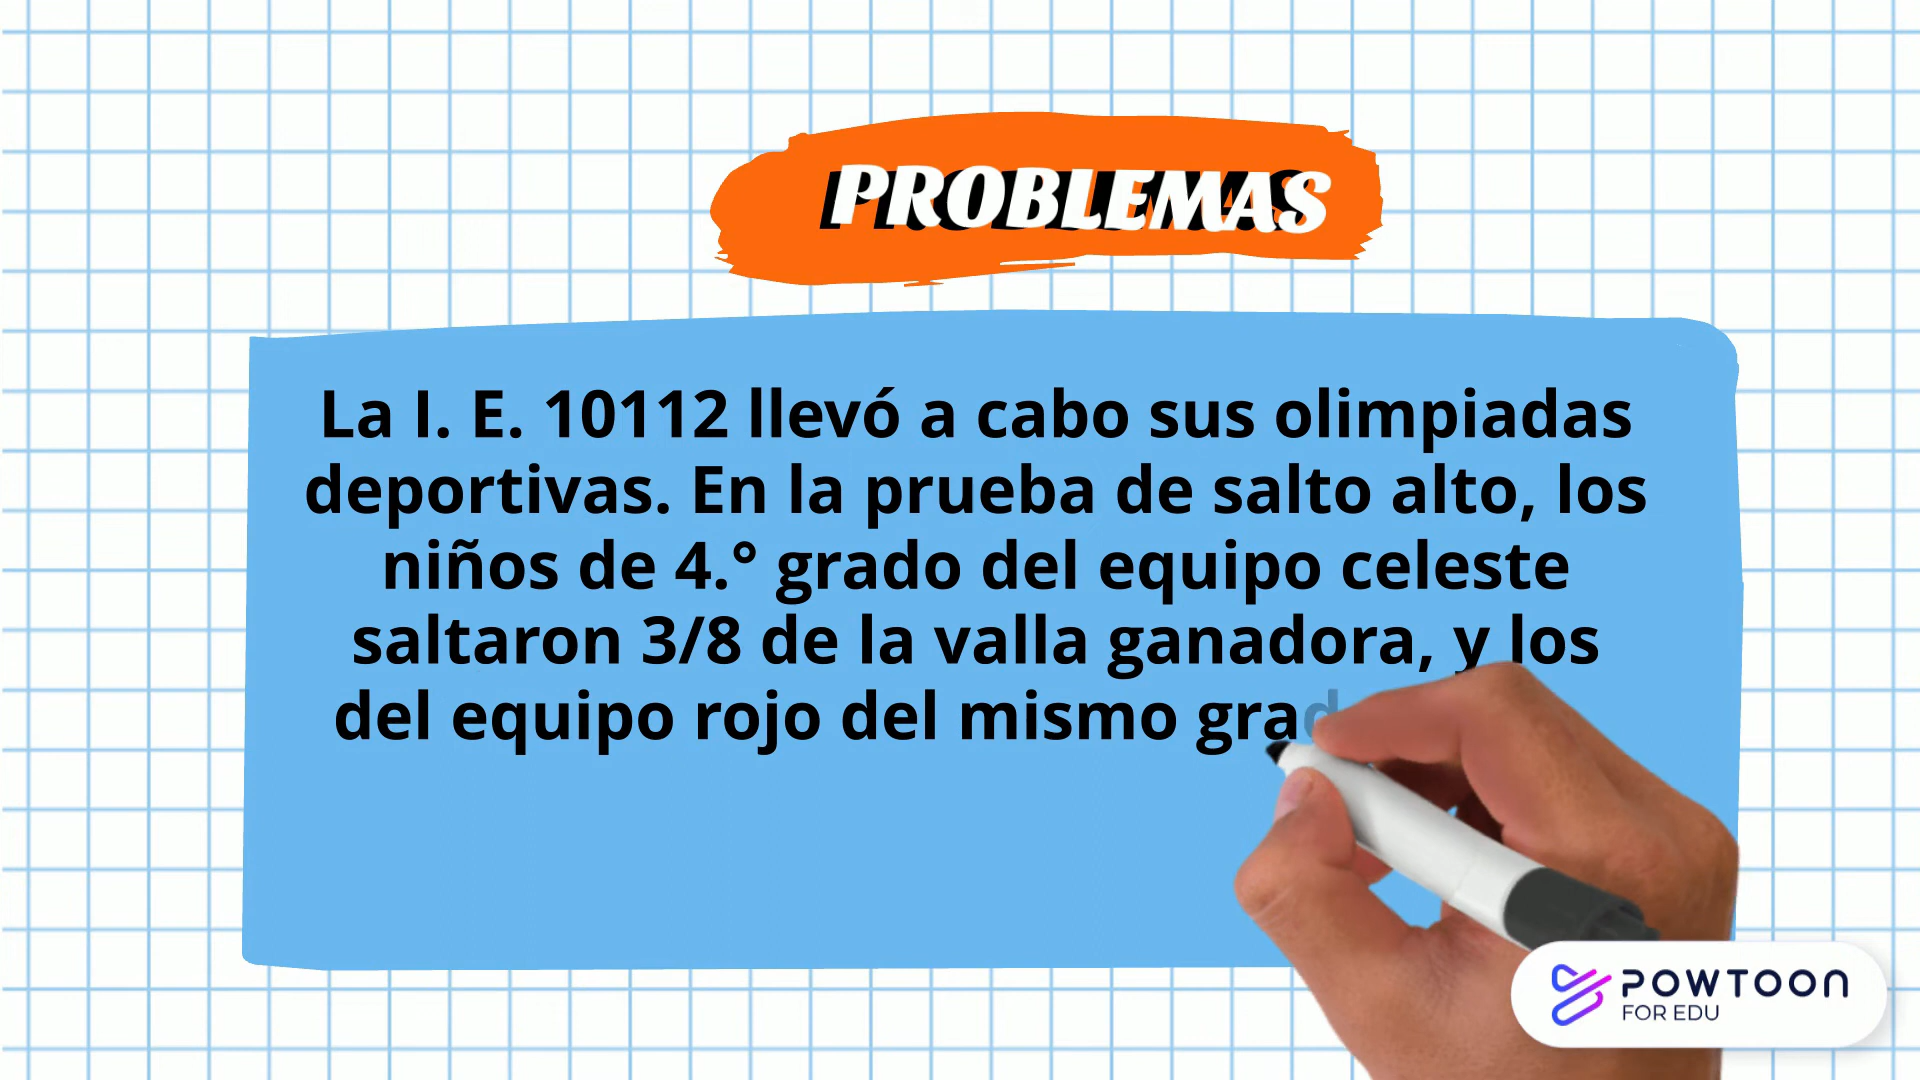 PROBLEMAS
La I. E. 10112 llevó a cabo sus olimpiadas
deportivas. En la prueba de salto alto, los
niños de 4.° grado del equipo celeste
saltaron 3/8 de la valla ganadora, y los
del equipo rojo del mismo grad
POWTOON
FOR EDU